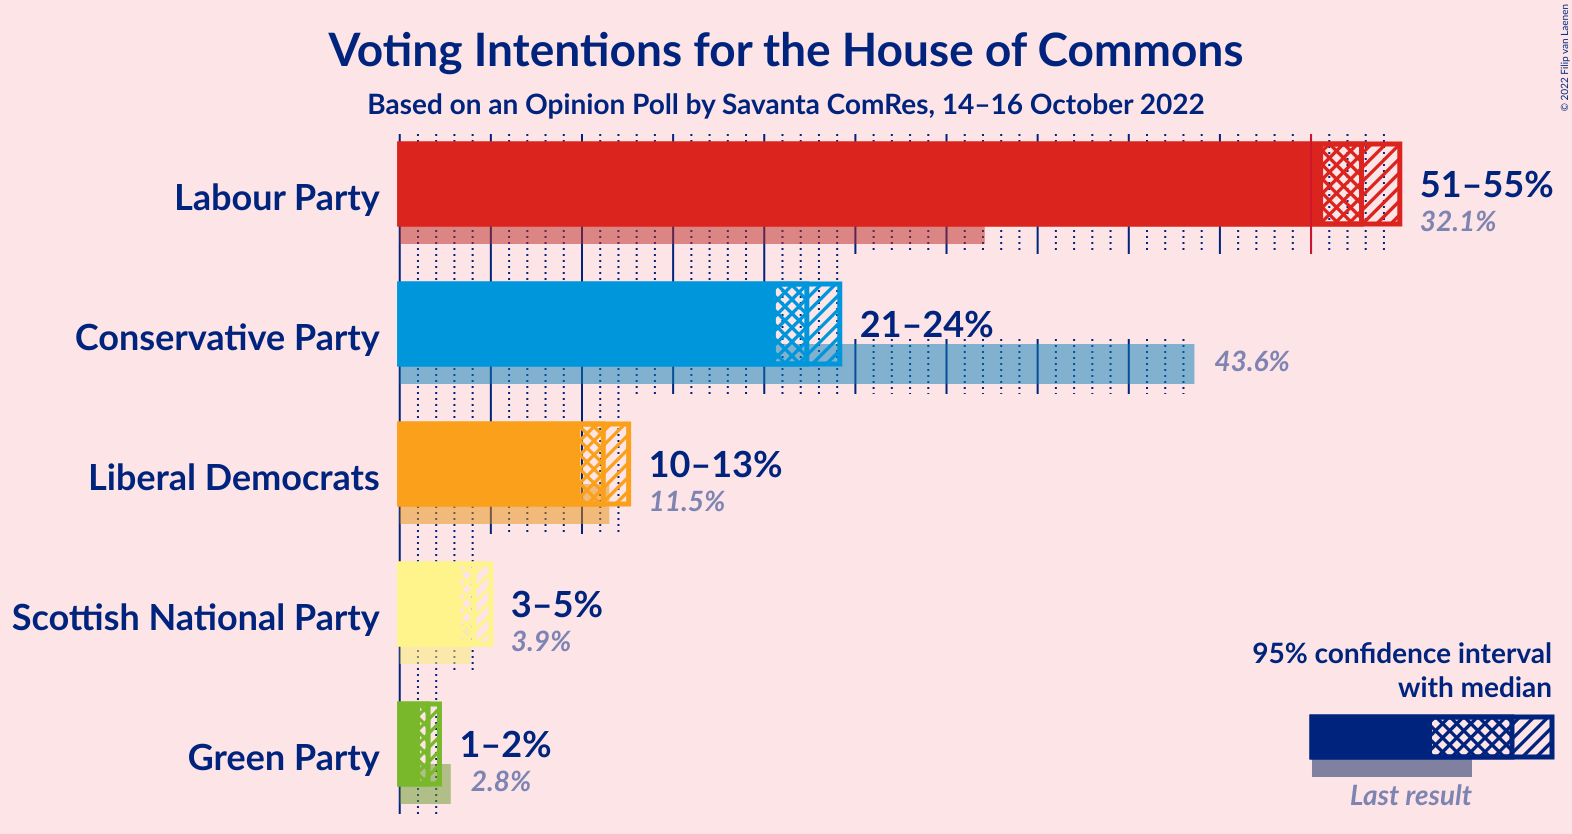 Voting Intentions for the House of Commons
Based on an Opinion Poll by Savanta ComRes, 14–16 October 2022
© 2022 Filip van Laenen
Labour Party
51–55%
32.1%
Conservative Party
21–24%
43.6%
Liberal Democrats
10–13%
11.5%
Scottish National Party
3–5%
3.9%
Green Party
1–2%
2.8%
95% confidence interval
with median
Last result